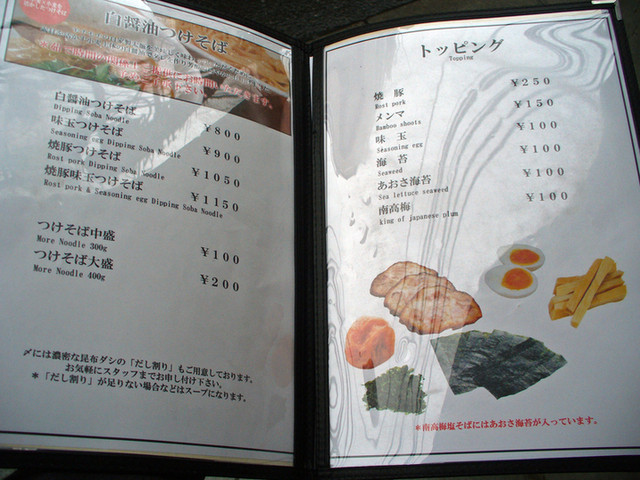 白醤油つけそば
白醤油つけそば ￥800
Dipping Soba Noodle
味玉つけそば ￥900
Seasoning egg Dipping Soba Noodle
焼豚つけそば ￥1050
Rost pork Dipping Soba Noodle
焼豚味玉つけそば ￥1150
Rost pork & Seasoning egg Dipping Soba Noodle
つけそば中盛 ￥100
More Noodle 300g
つけそば大盛 ￥200
More Noodle 400g
〆には濃密な昆布ダシの「だし割り」もご用意しております。
お気軽にスタッフまでお申し付け下さい。
＊「だし割り」が足りない場合などはスープになります。
トッピング
Topping
焼豚 ￥250
Rost pork
メンマ ￥150
Bamboo shoots
味玉 ￥100
Seasoning egg
海苔 ￥100
Seaweed
あおさ海苔 ￥100
Sea lettuce seaweed
南高梅 ￥100
king of japanese plum
＊南高梅塩そばにはあおさ海苔が入っています。